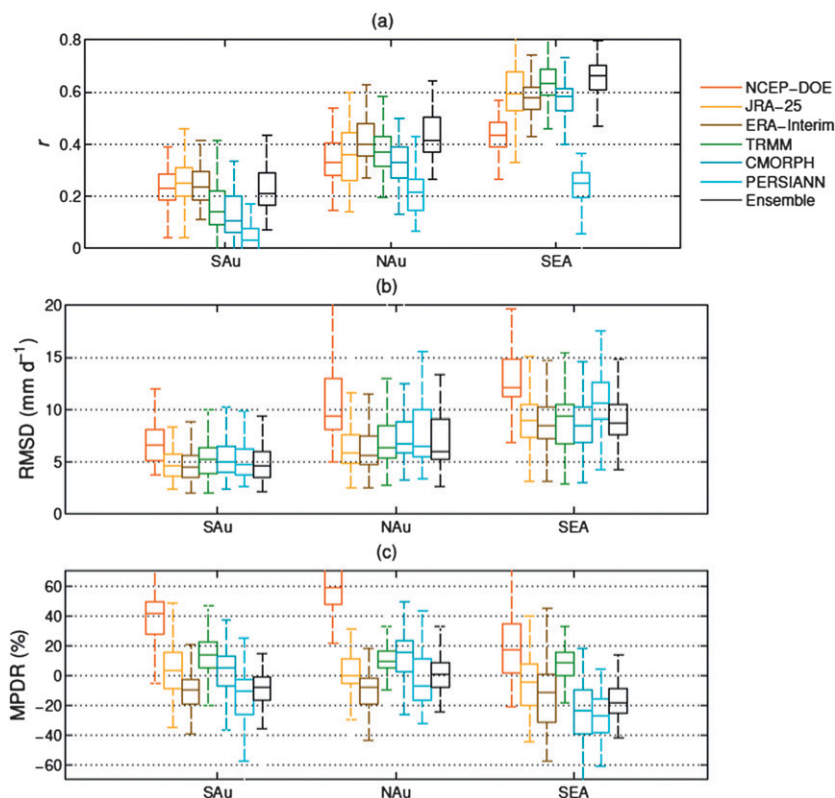 (a)
0.8
0.6
0.4
0.2
0
r
SAu
NAu
SEA
NCEP-DOE
JRA-25
ERA-Interim
TRMM
CMORPH
PERSIANN
Ensemble
(b)
20
15
10
5
0
RMSD (mm d⁻¹)
SAu
NAu
SEA
(c)
60
40
20
0
-20
-40
-60
MPDR (%)
SAu
NAu
SEA